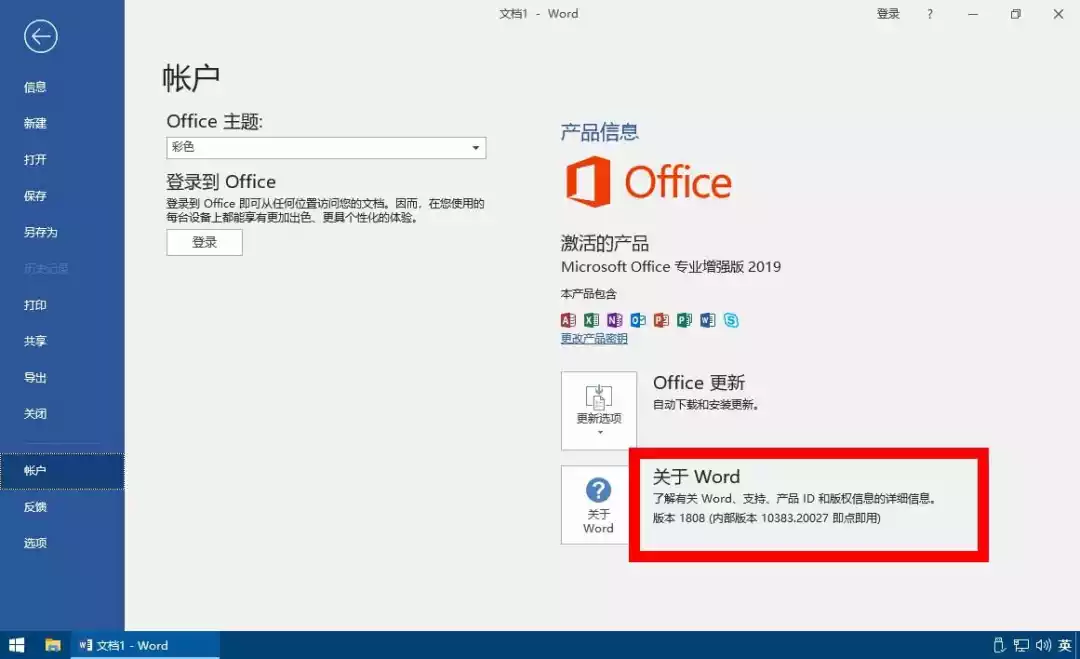 文档1 - Word
登录
?
信息
新建
打开
保存
另存为
历史记录
打印
共享
导出
关闭
帐户
反馈
选项
帐户
Office 主题:
彩色
登录到 Office
登录到 Office 即可从任何位置访问您的文档。因而，在您使用的
每台设备上都能享有更加出色、更具个性化的体验。
登录
产品信息
Office
激活的产品
Microsoft Office 专业增强版 2019
本产品包含
A X N O P P W S
更改产品密钥
更新选项
Office 更新
自动下载和安装更新。
?
关于
Word
关于 Word
了解有关 Word、支持、产品 ID 和版权信息的详细信息。
版本 1808 (内部版本 10383.20027 即点即用)
文档1 - Word
英